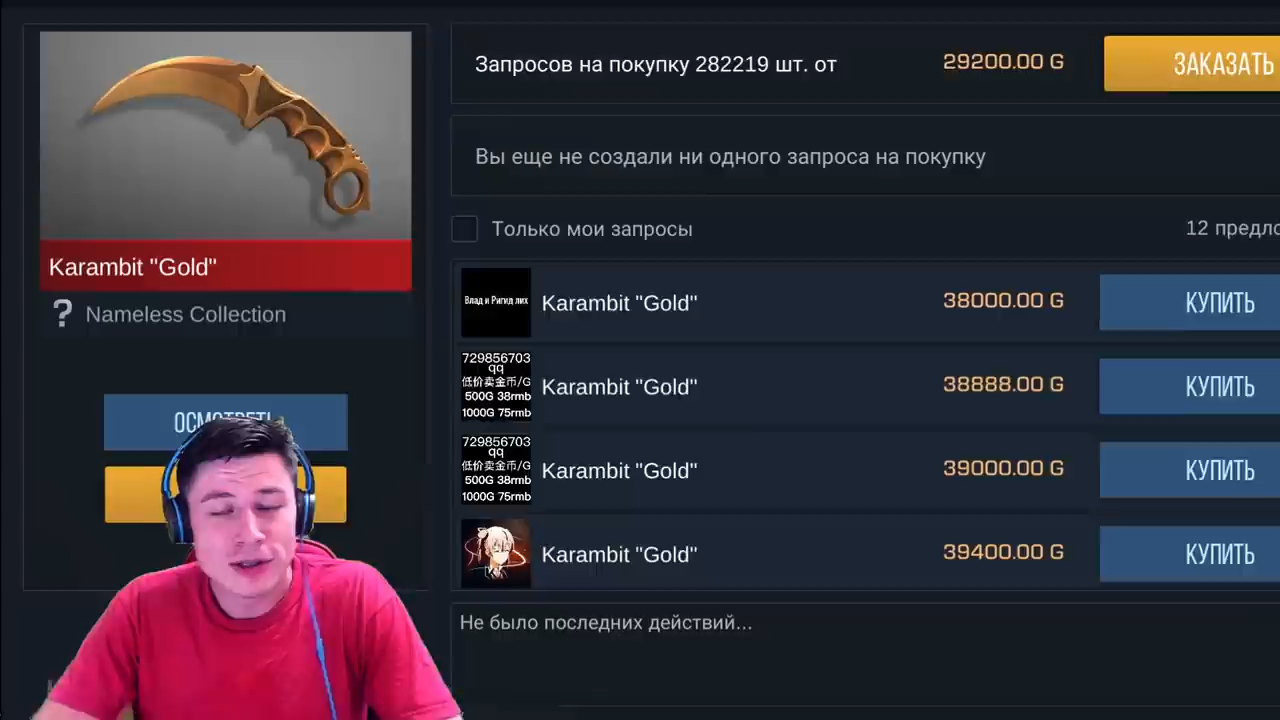 Запросов на покупку 282219 шт. от
29200.00 G
ЗАКАЗАТЬ
Вы еще не создали ни одного запроса на покупку
Только мои запросы
12
Karambit "Gold"
Nameless Collection
ОСМОТРЕТЬ
Влад и Ригид лих
Karambit "Gold"
38000.00 G
КУПИТЬ
729856703
qq
低价卖金币/G
500G 38rmb
1000G 75rmb
Karambit "Gold"
38888.00 G
КУПИТЬ
729856703
qq
低价卖金币/G
500G 38rmb
1000G 75rmb
Karambit "Gold"
39000.00 G
КУПИТЬ
Karambit "Gold"
39400.00 G
КУПИТЬ
Не было последних действий...